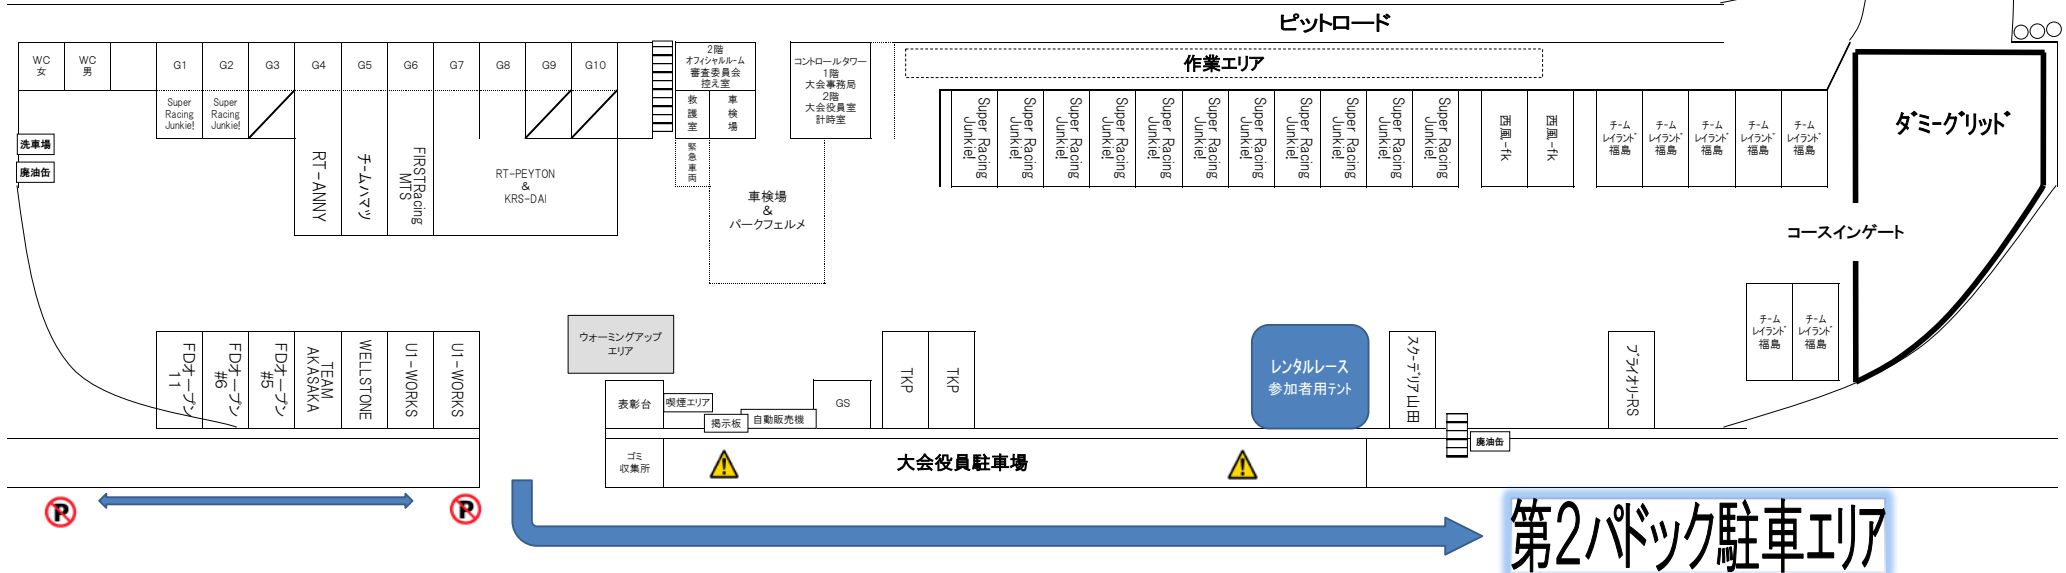 ピットロード
WC
女
WC
男
G1
G2
G3
G4
G5
G6
G7
G8
G9
G10
2階
オフィシャルルーム
審査委員会
控え室
コントロールタワー
1階
大会事務局
2階
大会役員室
計時室
作業エリア
Super
Racing
Junkie!
Super
Racing
Junkie!
救護室
車検場
緊急車両
洗車場
廃油缶
RT-ANNY
チームハマツ
FIRSTRacing
MTS
RT-PEYTON
&
KRS-DAI
車検場
&
パークフェルメ
Super Racing
Junkie!
Super Racing
Junkie!
Super Racing
Junkie!
Super Racing
Junkie!
Super Racing
Junkie!
Super Racing
Junkie!
Super Racing
Junkie!
Super Racing
Junkie!
Super Racing
Junkie!
Super Racing
Junkie!
Super Racing
Junkie!
西風-fk
西風-fk
チーム
レイランド
福島
チーム
レイランド
福島
チーム
レイランド
福島
チーム
レイランド
福島
チーム
レイランド
福島
ダミーグリッド
コースインゲート
チーム
レイランド
福島
チーム
レイランド
福島
FDオープン
11
FDオープン
#6
FDオープン
#5
TEAM
AKASAKA
WELLSTONE
U1-WORKS
U1-WORKS
ウォーミングアップ
エリア
表彰台
喫煙エリア
掲示板
自動販売機
GS
TKP
TKP
レンタルレース
参加者用テント
スクーデリア山田
プライオリ-RS
廃油缶
ゴミ
収集所
大会役員駐車場
第2パドック駐車エリア